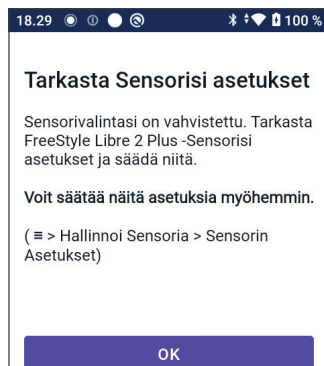 18.29 100 %
Tarkasta Sensorisi asetukset
Sensorivalintasi on vahvistettu. Tarkasta
FreeStyle Libre 2 Plus -Sensorisi
asetukset ja säädä niitä.
Voit säätää näitä asetuksia myöhemmin.
( ≡ > Hallinnoi Sensoria > Sensorin
Asetukset)
OK